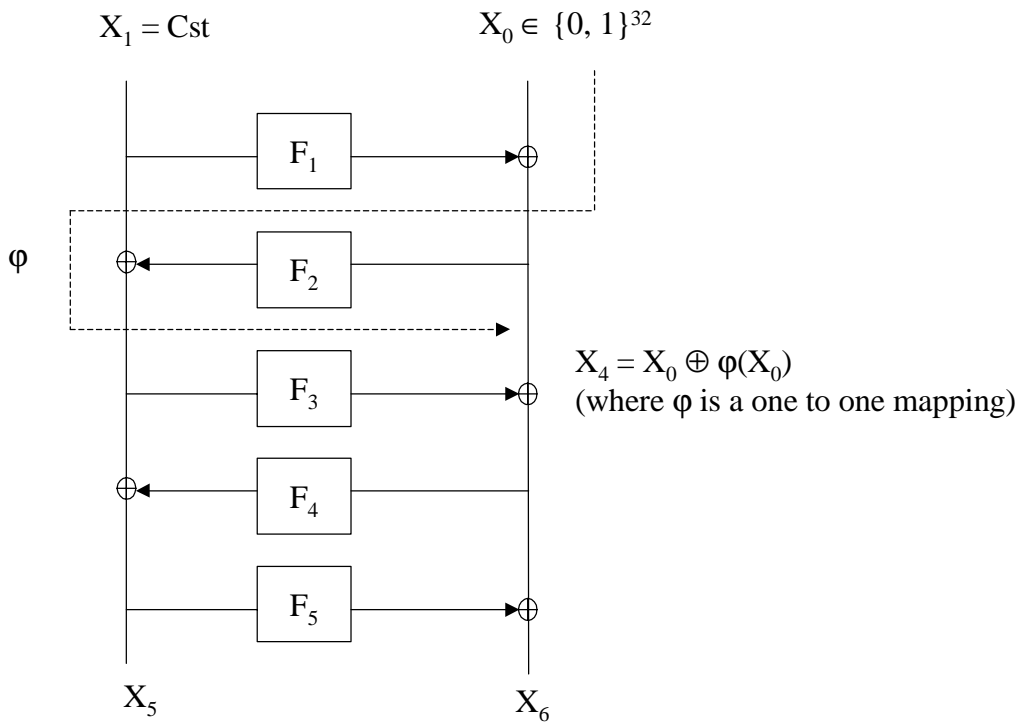 X₁ = Cst
X₀ ∈ {0, 1}³²
F₁
φ
F₂
F₃
X₄ = X₀ ⊕ φ(X₀)
(where φ is a one to one mapping)
F₄
F₅
X₅
X₆